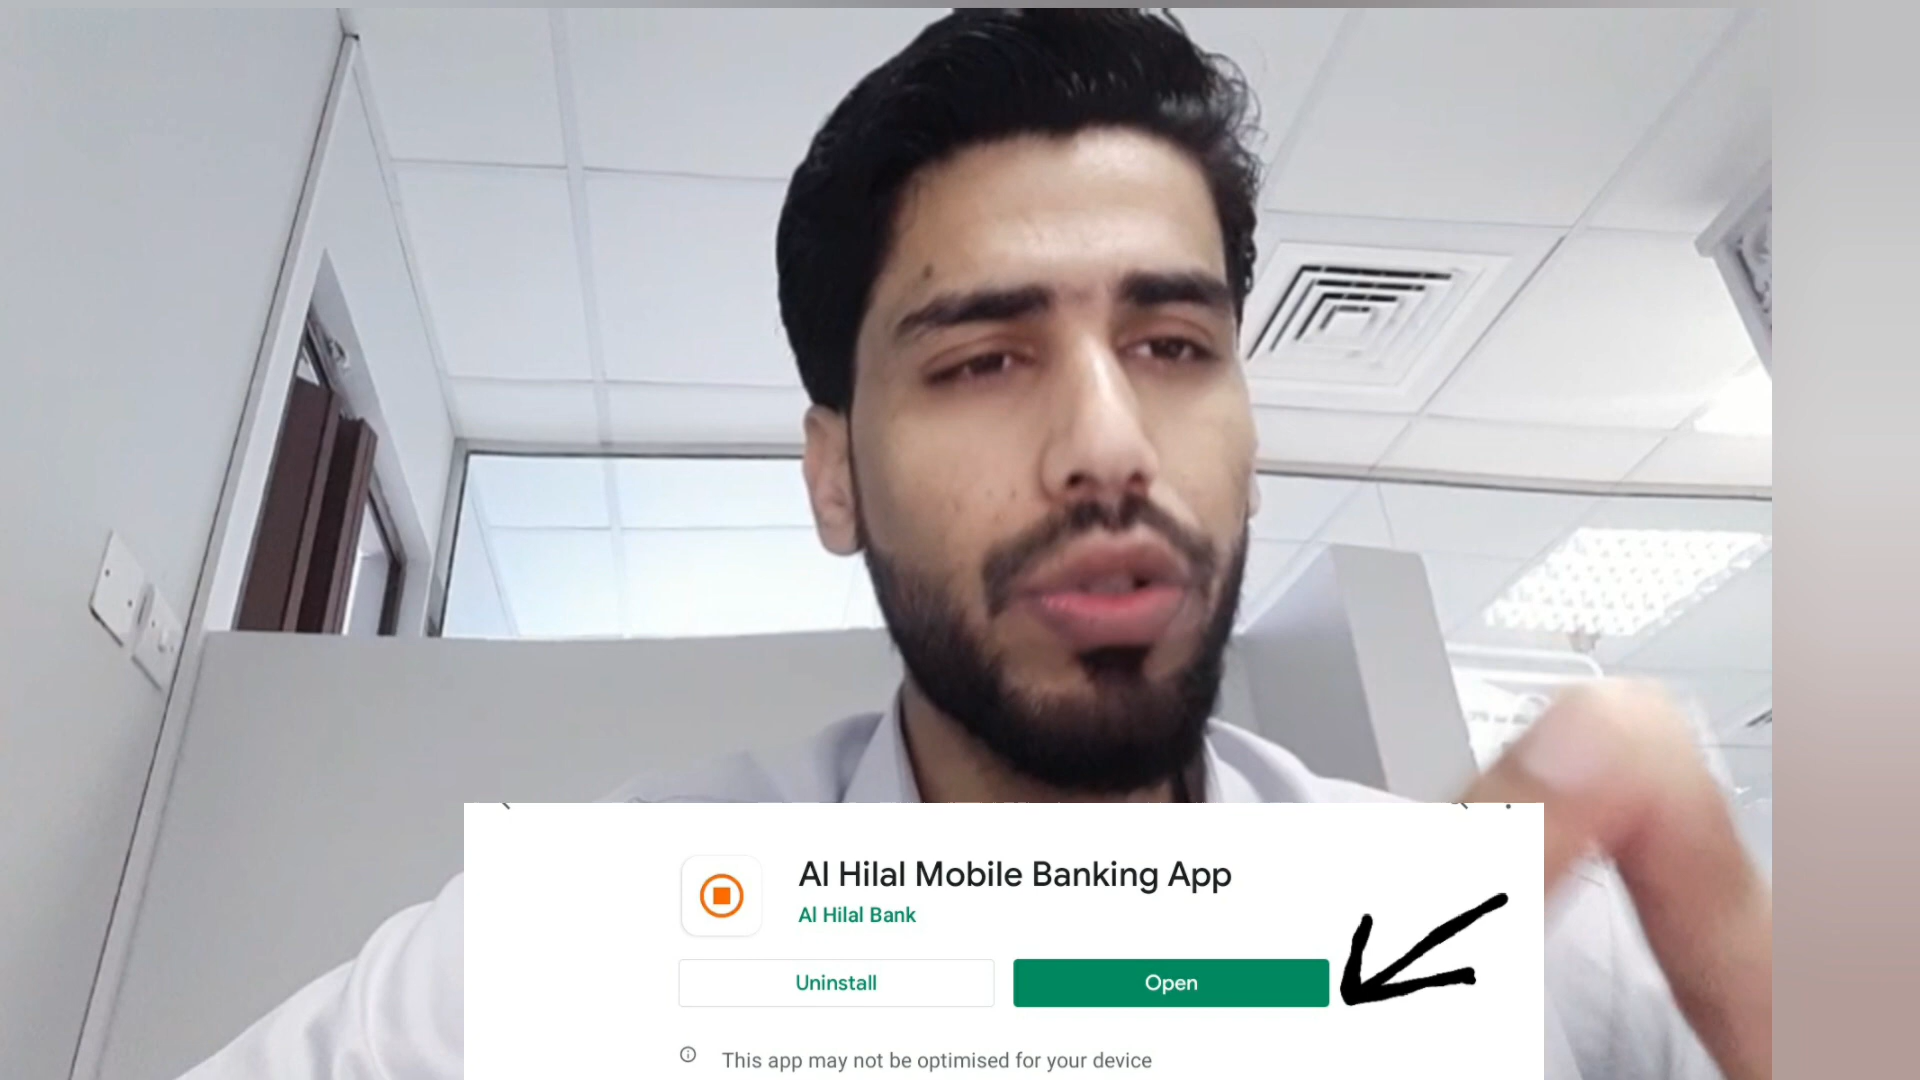 Al Hilal Mobile Banking App
Al Hilal Bank
Uninstall
Open
This app may not be optimised for your device